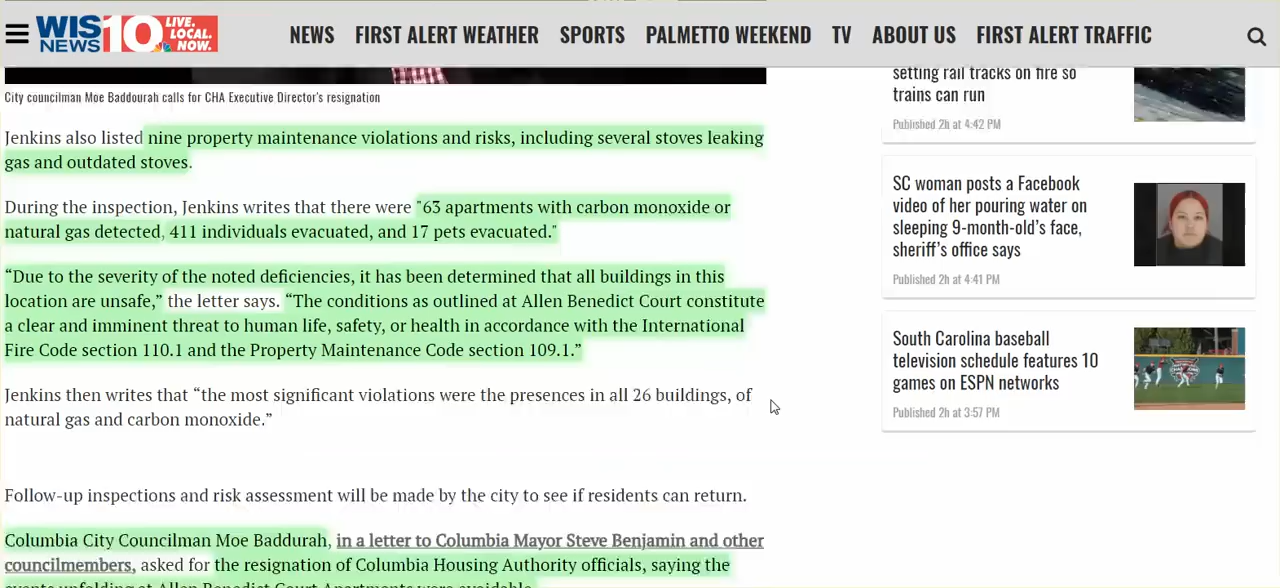 WIS NEWS 10 LIVE. LOCAL. NOW.
NEWS FIRST ALERT WEATHER SPORTS PALMETTO WEEKEND TV ABOUT US FIRST ALERT TRAFFIC
City councilman Moe Baddourah calls for CHA Executive Director's resignation
Jenkins also listed nine property maintenance violations and risks, including several stoves leaking
gas and outdated stoves.
During the inspection, Jenkins writes that there were "63 apartments with carbon monoxide or
natural gas detected, 411 individuals evacuated, and 17 pets evacuated."
“Due to the severity of the noted deficiencies, it has been determined that all buildings in this
location are unsafe,” the letter says. “The conditions as outlined at Allen Benedict Court constitute
a clear and imminent threat to human life, safety, or health in accordance with the International
Fire Code section 110.1 and the Property Maintenance Code section 109.1.”
Jenkins then writes that “the most significant violations were the presences in all 26 buildings, of
natural gas and carbon monoxide.”
Follow-up inspections and risk assessment will be made by the city to see if residents can return.
Columbia City Councilman Moe Baddurah, in a letter to Columbia Mayor Steve Benjamin and other
councilmembers, asked for the resignation of Columbia Housing Authority officials, saying the
events unfolding at Allen Benedict Court Apartments were avoidable.
setting rail tracks on fire so
trains can run
Published 2h at 4:42 PM
SC woman posts a Facebook
video of her pouring water on
sleeping 9-month-old’s face,
sheriff’s office says
Published 2h at 4:41 PM
South Carolina baseball
television schedule features 10
games on ESPN networks
Published 2h at 3:57 PM